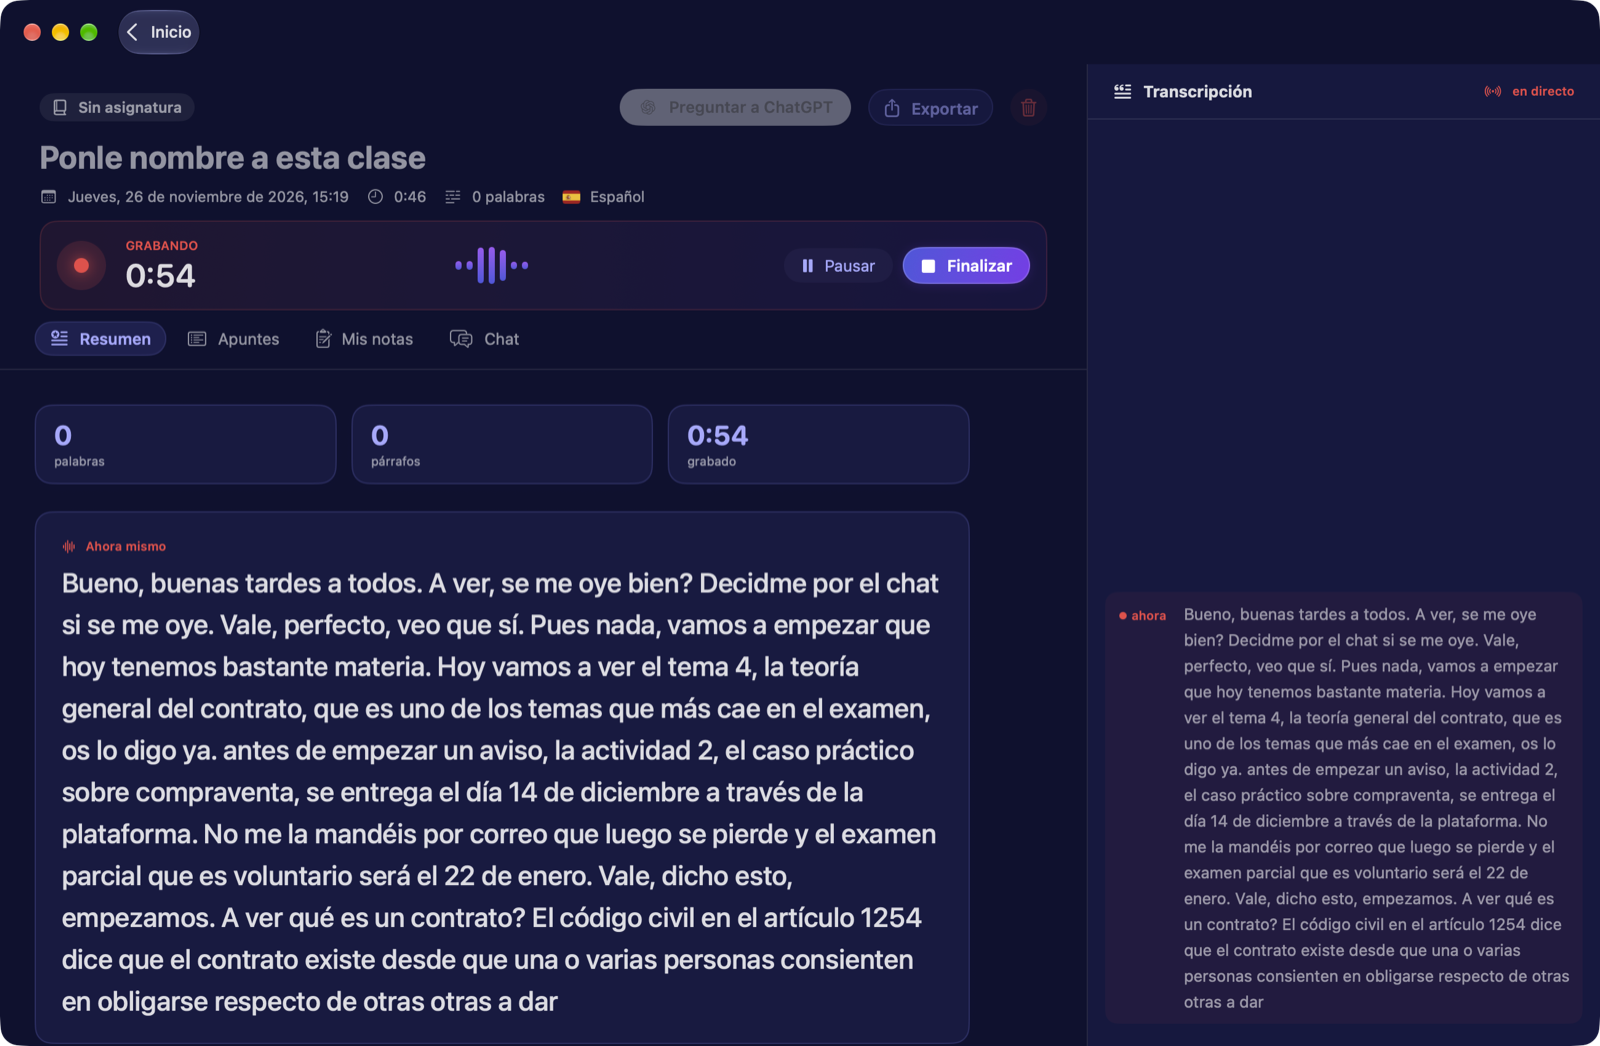 Inicio
Sin asignatura
Preguntar a ChatGPT
Exportar
Ponle nombre a esta clase
Jueves, 26 de noviembre de 2026, 15:19 0:46 0 palabras Español
GRABANDO
0:54
Pausar
Finalizar
Resumen Apuntes Mis notas Chat
0
palabras
0
párrafos
0:54
grabado
Ahora mismo
Bueno, buenas tardes a todos. A ver, se me oye bien? Decidme por el chat
si se me oye. Vale, perfecto, veo que sí. Pues nada, vamos a empezar que
hoy tenemos bastante materia. Hoy vamos a ver el tema 4, la teoría
general del contrato, que es uno de los temas que más cae en el examen,
os lo digo ya. antes de empezar un aviso, la actividad 2, el caso práctico
sobre compraventa, se entrega el día 14 de diciembre a través de la
plataforma. No me la mandéis por correo que luego se pierde y el examen
parcial que es voluntario será el 22 de enero. Vale, dicho esto,
empezamos. A ver qué es un contrato? El código civil en el artículo 1254
dice que el contrato existe desde que una o varias personas consienten
en obligarse respecto de otras otras a dar
Transcripción
en directo
ahora
Bueno, buenas tardes a todos. A ver, se me oye
bien? Decidme por el chat si se me oye. Vale,
perfecto, veo que sí. Pues nada, vamos a empezar
que hoy tenemos bastante materia. Hoy vamos a
ver el tema 4, la teoría general del contrato, que es
uno de los temas que más cae en el examen, os lo
digo ya. antes de empezar un aviso, la actividad 2,
el caso práctico sobre compraventa, se entrega el
día 14 de diciembre a través de la plataforma. No
me la mandéis por correo que luego se pierde y el
examen parcial que es voluntario será el 22 de
enero. Vale, dicho esto, empezamos. A ver qué es
un contrato? El código civil en el artículo 1254 dice
que el contrato existe desde que una o varias
personas consienten en obligarse respecto de otras
otras a dar